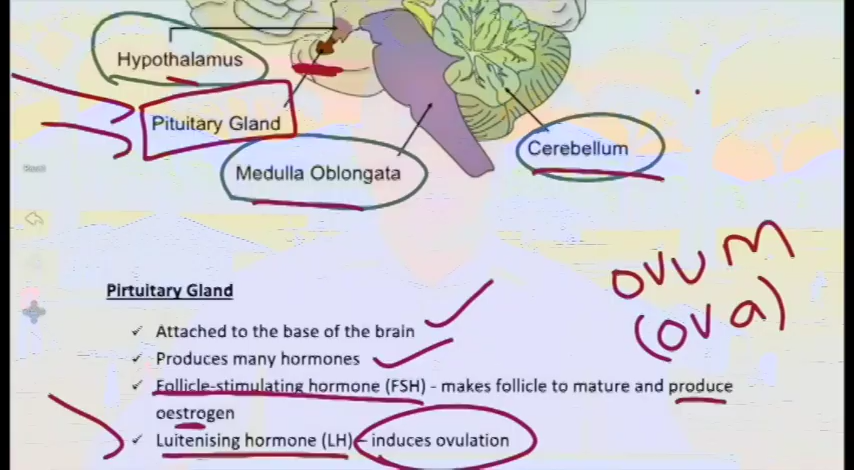 Hypothalamus
Pituitary Gland
Medulla Oblongata
Cerebellum
Pirtuitary Gland
✓ Attached to the base of the brain
✓ Produces many hormones
✓ Follicle-stimulating hormone (FSH) - makes follicle to mature and produce
oestrogen
✓ Luitenising hormone (LH) – induces ovulation
OVUM
(OVa)